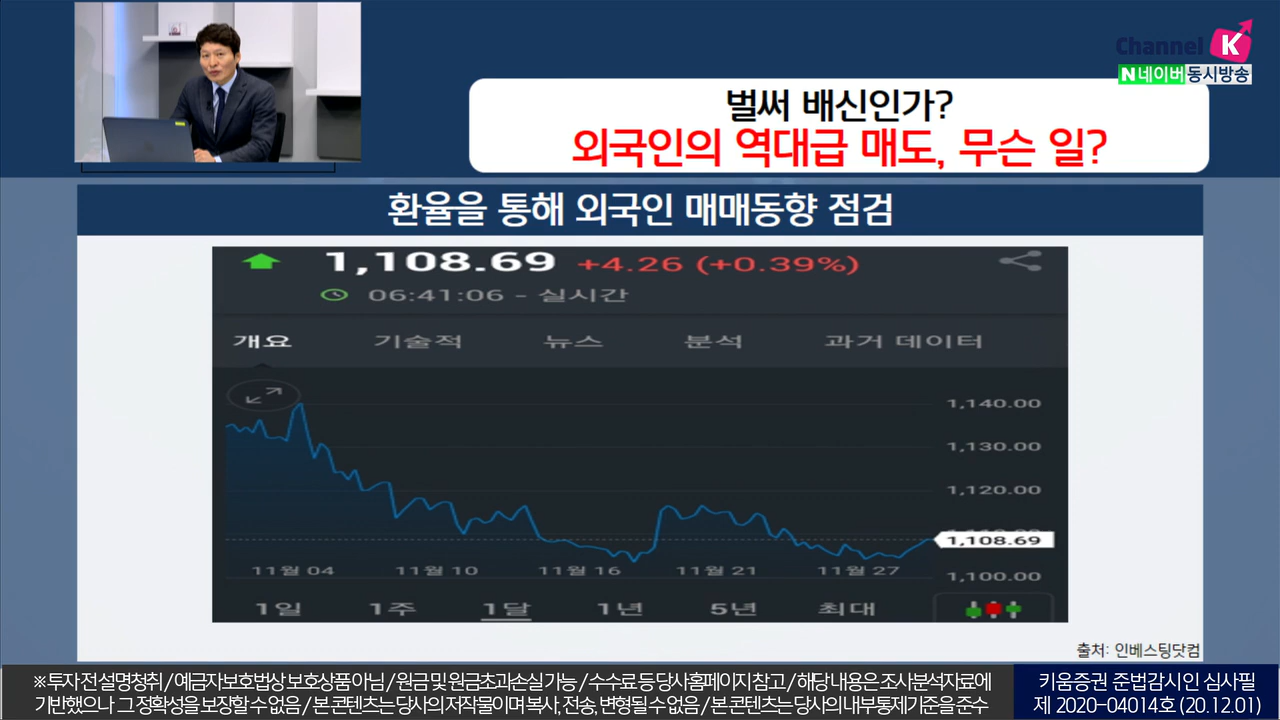 Channel K
N네이버 동시방송
벌써 배신인가?
외국인의 역대급 매도, 무슨 일?
환율을 통해 외국인 매매동향 점검
1,108.69 +4.26 (+0.39%)
06:41:06 - 실시간
개요 기술적 뉴스 분석 과거 데이터
1,140.00
1,130.00
1,120.00
1,108.69
1,100.00
11월 04 11월 10 11월 16 11월 21 11월 27
1일 1주 1달 1년 5년 최대
출처: 인베스팅닷컴
※ 투자 전 설명청취 / 예금자보호법상 보호상품 아님 / 원금 및 원금초과손실 가능 / 수수료 등 당사홈페이지 참고 / 해당 내용은 조사분석자료에
기반했으나 그 정확성을 보장할 수 없음 / 본 콘텐츠는 당사의 저작물이며 복사, 전송, 변형될 수 없음 / 본 콘텐츠는 당사의 내부통제기준을 준수
키움증권 준법감시인 심사필
제 2020-04014호 (20.12.01)